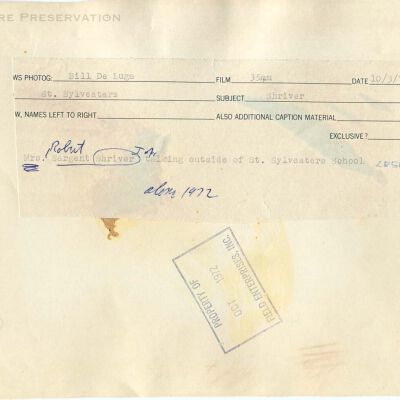 RE PRESERVATION
WS PHOTOG: Bill De Luga FILM 35mm DATE 10/3/
St. Sylvesters SUBJECT Shriver
W, NAMES LEFT TO RIGHT ALSO ADDITIONAL CAPTION MATERIAL
EXCLUSIVE?
Robert Jr.
Mrs. Sargent Shriver talking outside of St. Sylvesters School
1972
PROPERTY OF
OCT 1972
FIELD ENTERPRISES, INC.